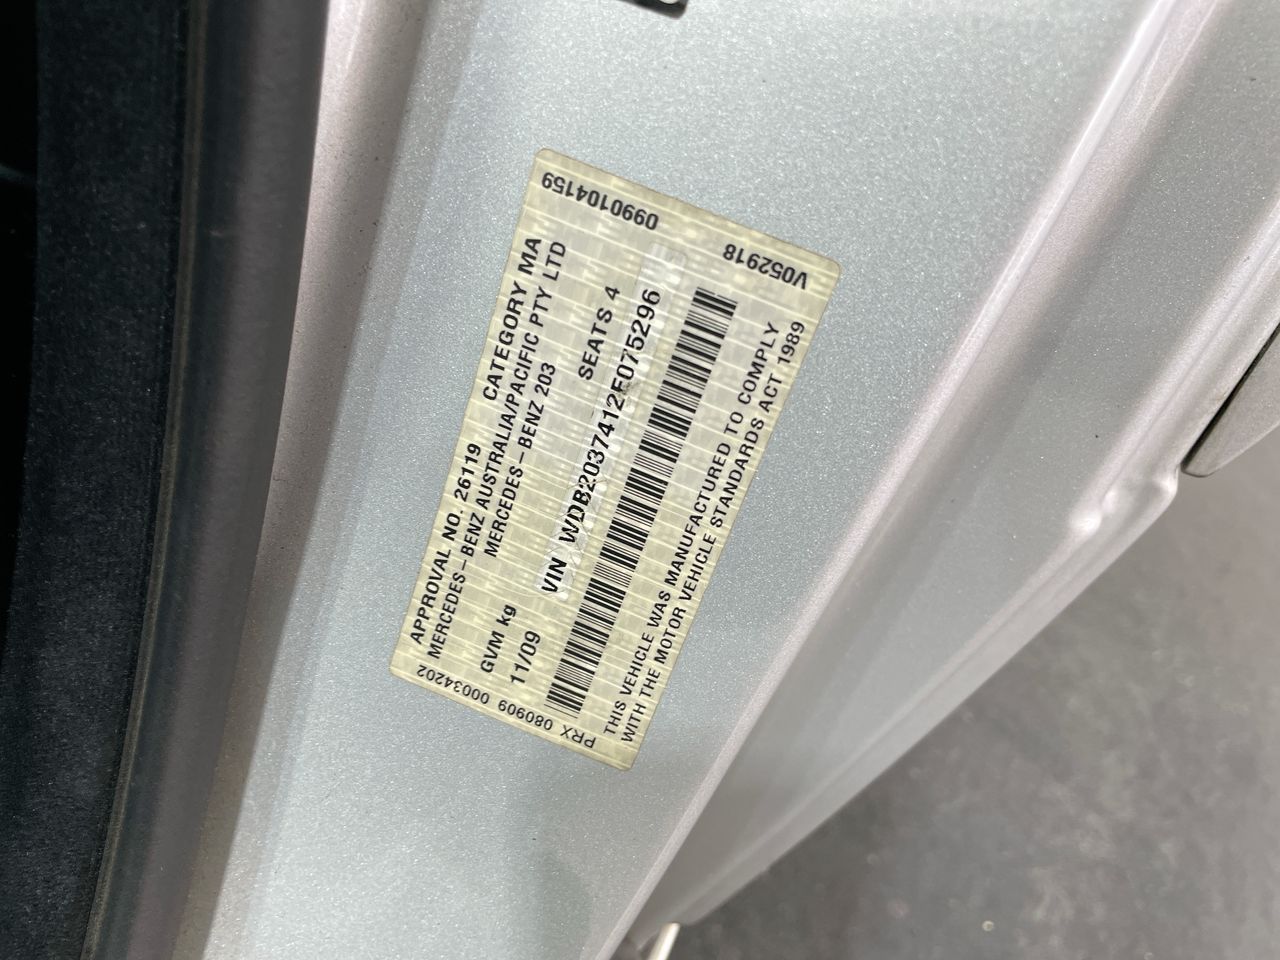 APPROVAL NO. 26119 CATEGORY MA
MERCEDES-BENZ AUSTRALIA/PACIFIC PTY LTD
MERCEDES-BENZ 203
GVM kg SEATS 4
11/09 VIN WDB2037412F075296
THIS VEHICLE WAS MANUFACTURED TO COMPLY
WITH THE MOTOR VEHICLE STANDARDS ACT 1989
PRX 080909 00034202
V052918 0990104159